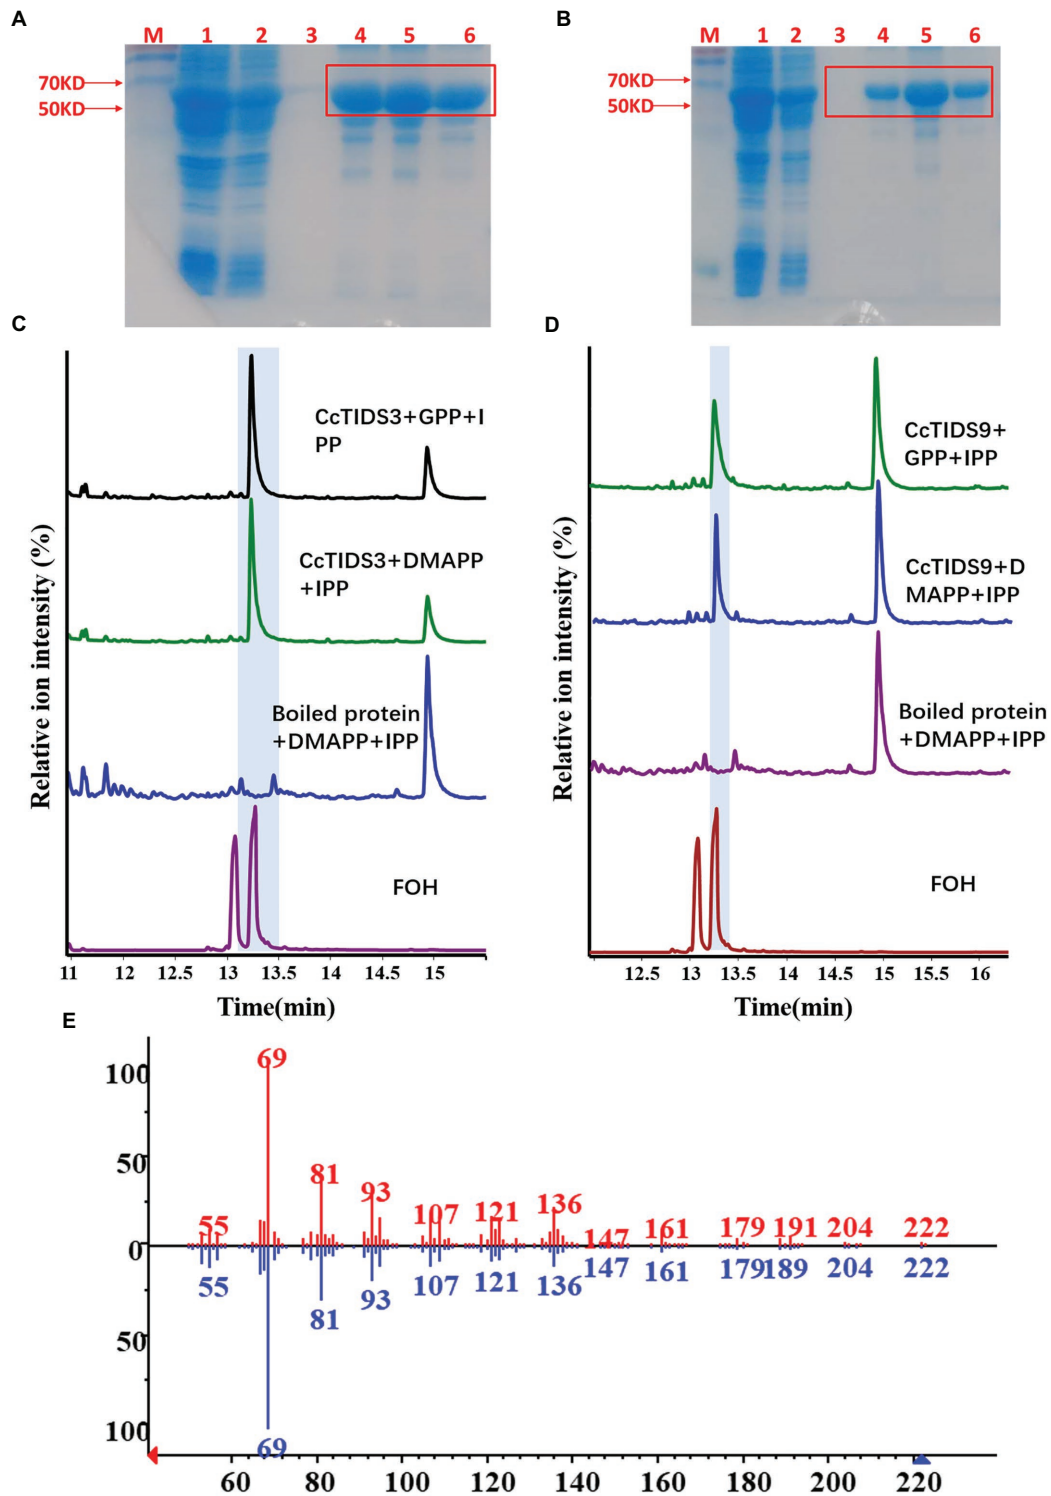 A
M 1 2 3 4 5 6
70KD
50KD
B
M 1 2 3 4 5 6
70KD
50KD
C
Relative ion intensity (%)
CcTIDS3+GPP+I
PP
CcTIDS3+DMAPP
+IPP
Boiled protein
+DMAPP+IPP
FOH
11 12 12.5 13 13.5 14 14.5 15
Time(min)
D
Relative ion intensity (%)
CcTIDS9+
GPP+IPP
CcTIDS9+D
MAPP+IPP
Boiled protein
+DMAPP+IPP
FOH
12.5 13 13.5 14 14.5 15 15.5 16
Time(min)
E
100
50
0
50
100
69
55 81 93 107 121 136 147 161 179 191 204 222
55 81 93 107 121 136 147 161 179 189 204 222
69
60 80 100 120 140 160 180 200 220